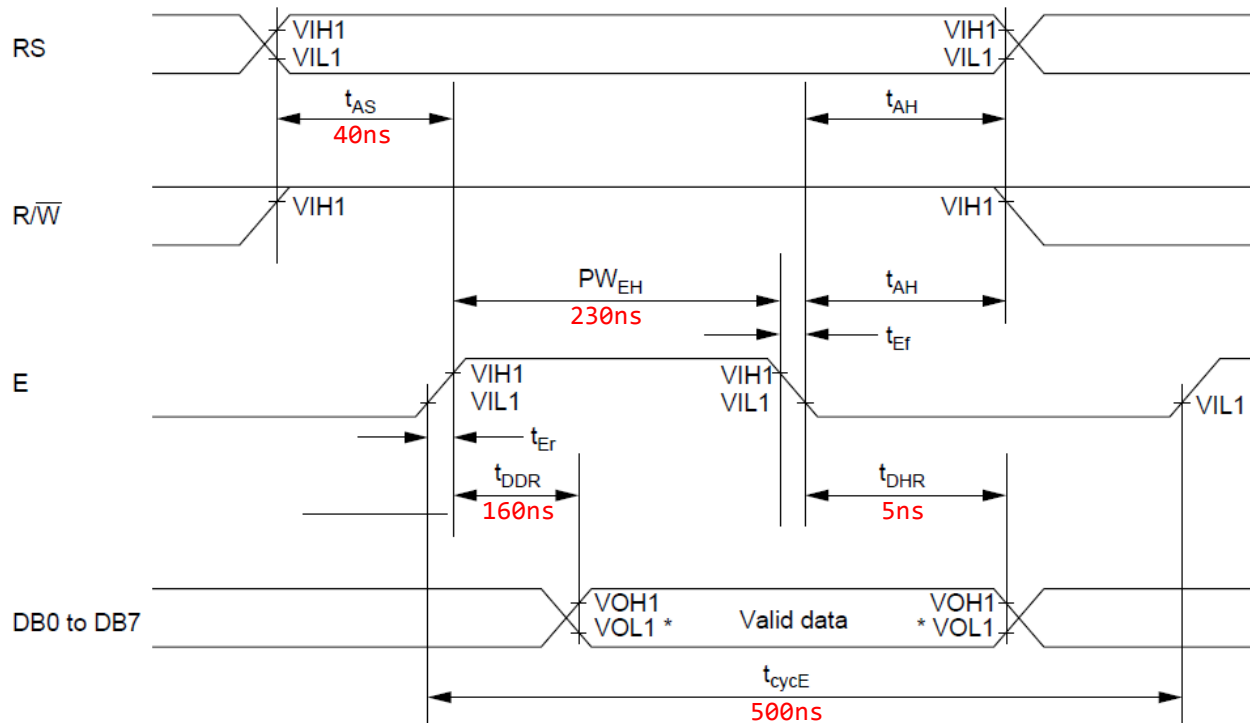 RS
VIH1
VIL1
VIH1
VIL1
tAS
40ns
tAH
R/W̅
VIH1
VIH1
PWEH
230ns
tAH
tEf
E
VIH1
VIL1
VIH1
VIL1
VIL1
tEr
tDDR
160ns
tDHR
5ns
DB0 to DB7
VOH1
VOL1 *
Valid data
VOH1
* VOL1
tcycE
500ns